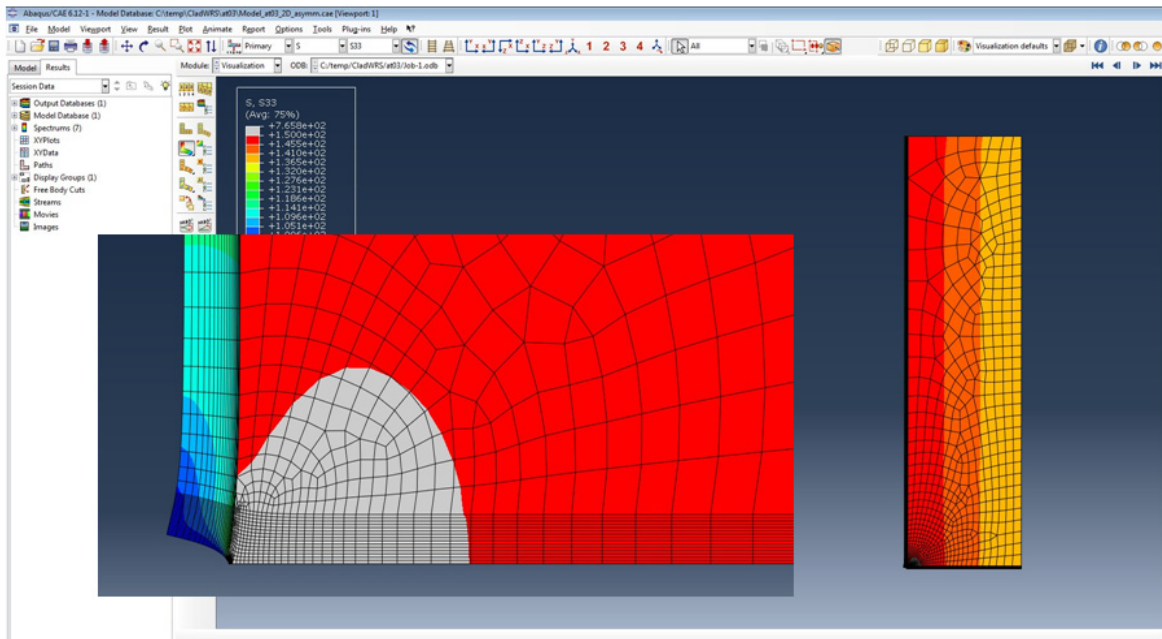 Abaqus/CAE 6.12-1 - Model Database: C:\temp\CladWRS\at03\Model_at03_2D_asymm.cae [Viewport: 1]
File Model Viewport View Result Plot Animate Report Options Tools Plug-ins Help
Primary S S33 1 2 3 4 All Visualization defaults
Model Results Module: Visualization ODB: C:/temp/CladWRS/at03/Job-1.odb
Session Data
Output Databases (1)
Model Database (1)
Spectrums (7)
XYPlots
XYData
Paths
Display Groups (1)
Free Body Cuts
Streams
Movies
Images
S, S33
(Avg: 75%)
+7.658e+02
+1.500e+02
+1.455e+02
+1.410e+02
+1.365e+02
+1.320e+02
+1.276e+02
+1.231e+02
+1.186e+02
+1.141e+02
+1.096e+02
+1.051e+02